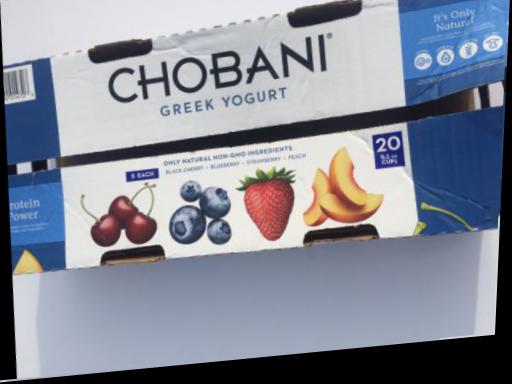 It's Only
Natural
CHOBANI®
GREEK YOGURT
ONLY NATURAL NON-GMO INGREDIENTS
BLACK CHERRY • BLUEBERRY • STRAWBERRY • PEACH
5 EACH
20
5.3 oz
CUPS
rotein
Power